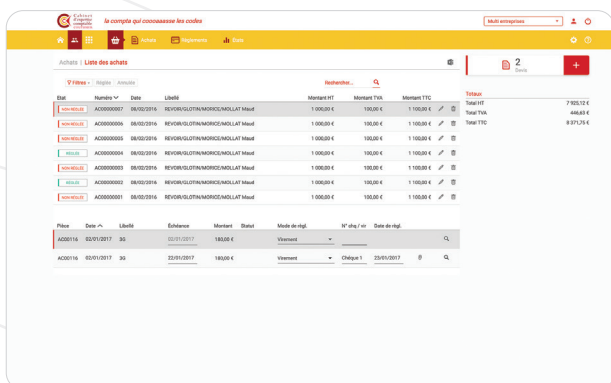 Cabinet
d'expertise
comptable
la compta qui coooaaasse les codes
Multi entreprises
Achats
Règlements
Etats
Achats | Liste des achats
2
Devis
+
Filtres Réglés Annulés
Rechercher...
Etat Numéro Date Libellé Montant HT Montant TVA Montant TTC
NON RÉGLÉE AC00000007 08/02/2016 REVOIR/GLOTIN/MORICE/MOLLAT Maud 1 000,00 € 100,00 € 1 100,00 €
NON RÉGLÉE AC00000006 08/02/2016 REVOIR/GLOTIN/MORICE/MOLLAT Maud 1 000,00 € 100,00 € 1 100,00 €
NON RÉGLÉE AC00000005 08/02/2016 REVOIR/GLOTIN/MORICE/MOLLAT Maud 1 000,00 € 100,00 € 1 100,00 €
RÉGLÉE AC00000004 08/02/2016 REVOIR/GLOTIN/MORICE/MOLLAT Maud 1 000,00 € 100,00 € 1 100,00 €
NON RÉGLÉE AC00000003 08/02/2016 REVOIR/GLOTIN/MORICE/MOLLAT Maud 1 000,00 € 100,00 € 1 100,00 €
RÉGLÉE AC00000002 08/02/2016 REVOIR/GLOTIN/MORICE/MOLLAT Maud 1 000,00 € 100,00 € 1 100,00 €
NON RÉGLÉE AC00000001 08/02/2016 REVOIR/GLOTIN/MORICE/MOLLAT Maud 1 000,00 € 100,00 € 1 100,00 €
Totaux
Total HT 7 925,12 €
Total TVA 446,63 €
Total TTC 8 371,75 €
Pièce Date Libellé Échéance Montant Statut Mode de règl. N° chq / vir Date de règl.
AC00116 02/01/2017 3G 02/01/2017 180,00 € Virement
AC00116 02/01/2017 3G 22/01/2017 180,00 € Virement Chèque 1 23/01/2017